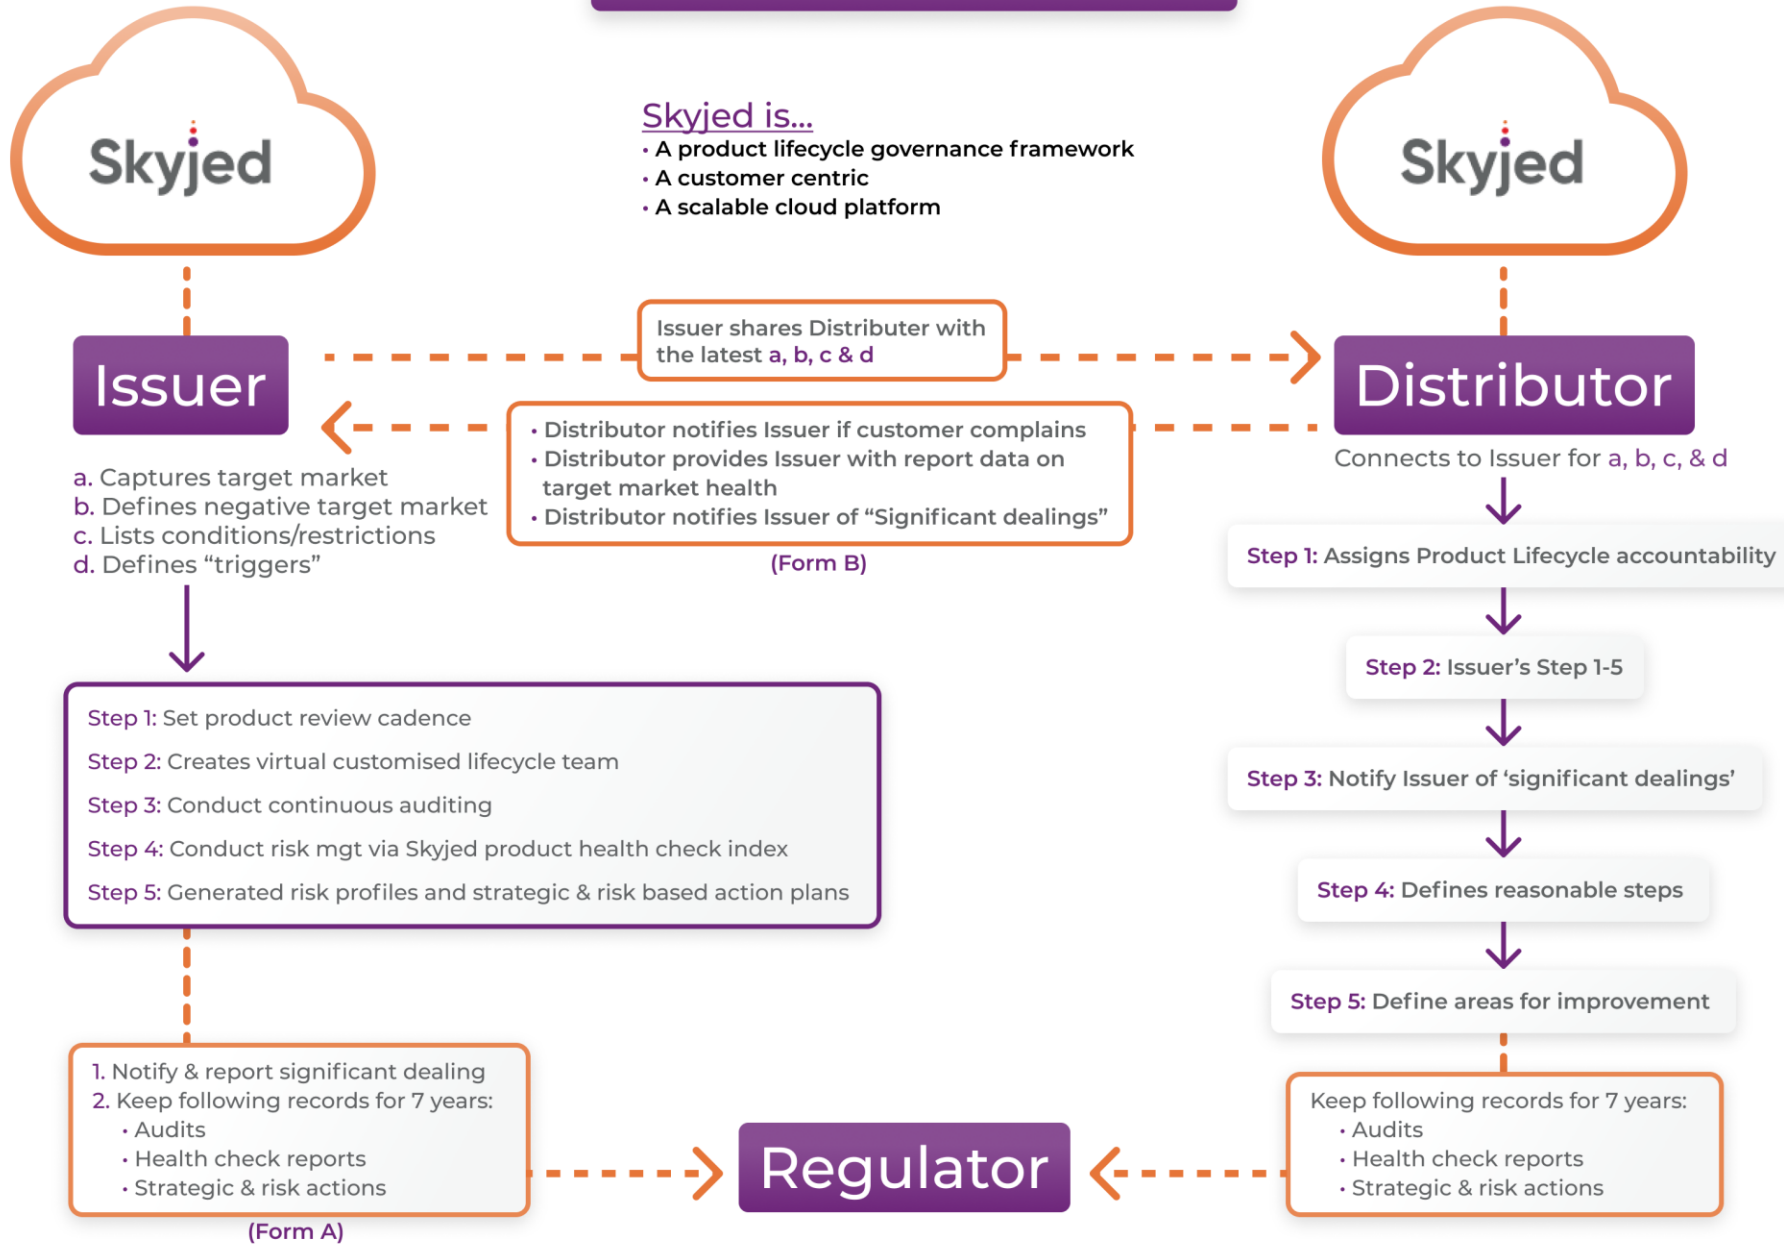 Skyjed
Skyjed is...
• A product lifecycle governance framework
• A customer centric
• A scalable cloud platform
Skyjed
Issuer
Issuer shares Distributer with
the latest a, b, c & d
Distributor
• Distributor notifies Issuer if customer complains
• Distributor provides Issuer with report data on
target market health
• Distributor notifies Issuer of “Significant dealings”
(Form B)
a. Captures target market
b. Defines negative target market
c. Lists conditions/restrictions
d. Defines “triggers”
Connects to Issuer for a, b, c, & d
Step 1: Assigns Product Lifecycle accountability
Step 2: Issuer’s Step 1-5
Step 3: Notify Issuer of ‘significant dealings’
Step 4: Defines reasonable steps
Step 5: Define areas for improvement
Step 1: Set product review cadence
Step 2: Creates virtual customised lifecycle team
Step 3: Conduct continuous auditing
Step 4: Conduct risk mgt via Skyjed product health check index
Step 5: Generated risk profiles and strategic & risk based action plans
1. Notify & report significant dealing
2. Keep following records for 7 years:
• Audits
• Health check reports
• Strategic & risk actions
(Form A)
Regulator
Keep following records for 7 years:
• Audits
• Health check reports
• Strategic & risk actions